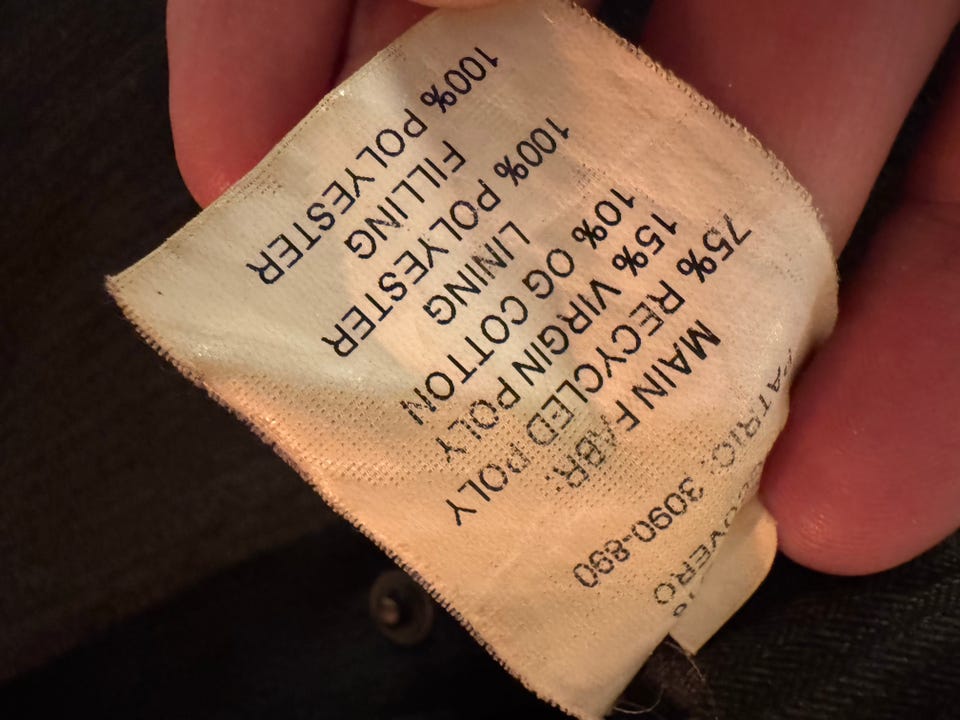 PATRIC: 3090-890
MAIN FABR:
75% RECYCLED POLY
15% VIRGIN POLY
10% OG COTTON
LINING
100% POLYESTER
FILLING
100% POLYESTER